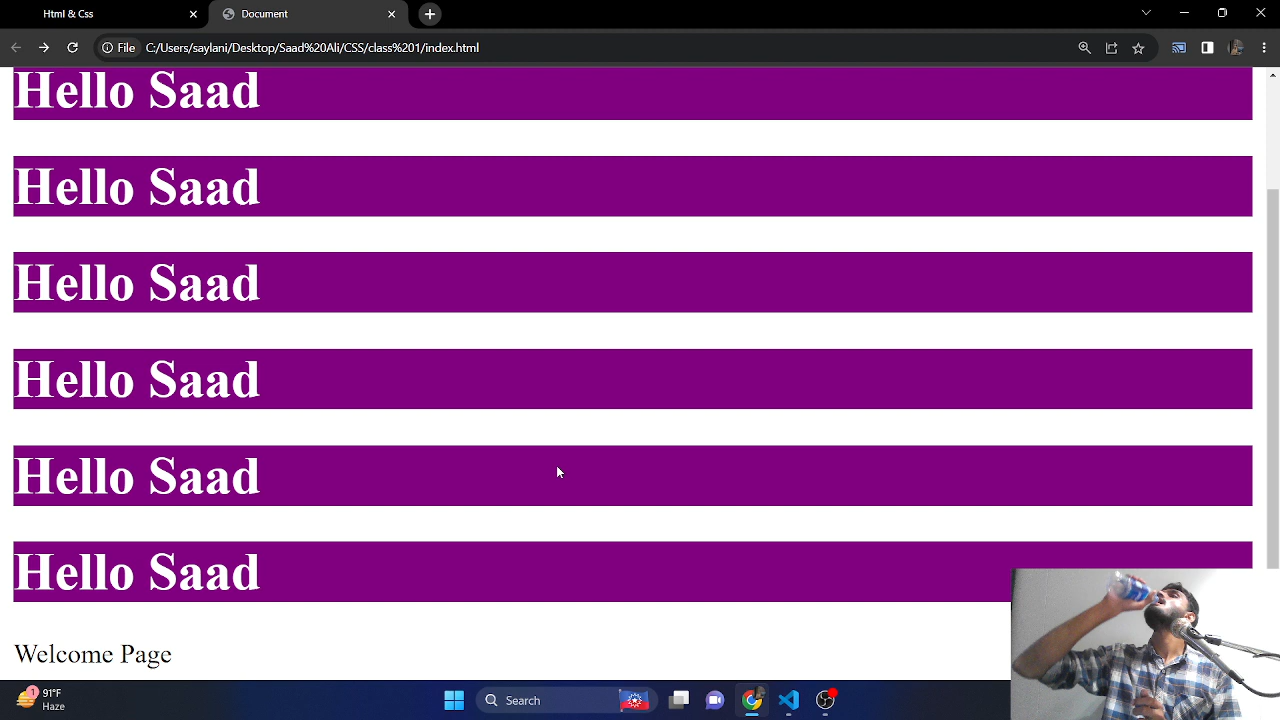 Html & Css
Document
File
C:/Users/saylani/Desktop/Saad%20Ali/CSS/class%201/index.html
Hello Saad
Hello Saad
Hello Saad
Hello Saad
Hello Saad
Hello Saad
Welcome Page
1
91°F
Haze
Search